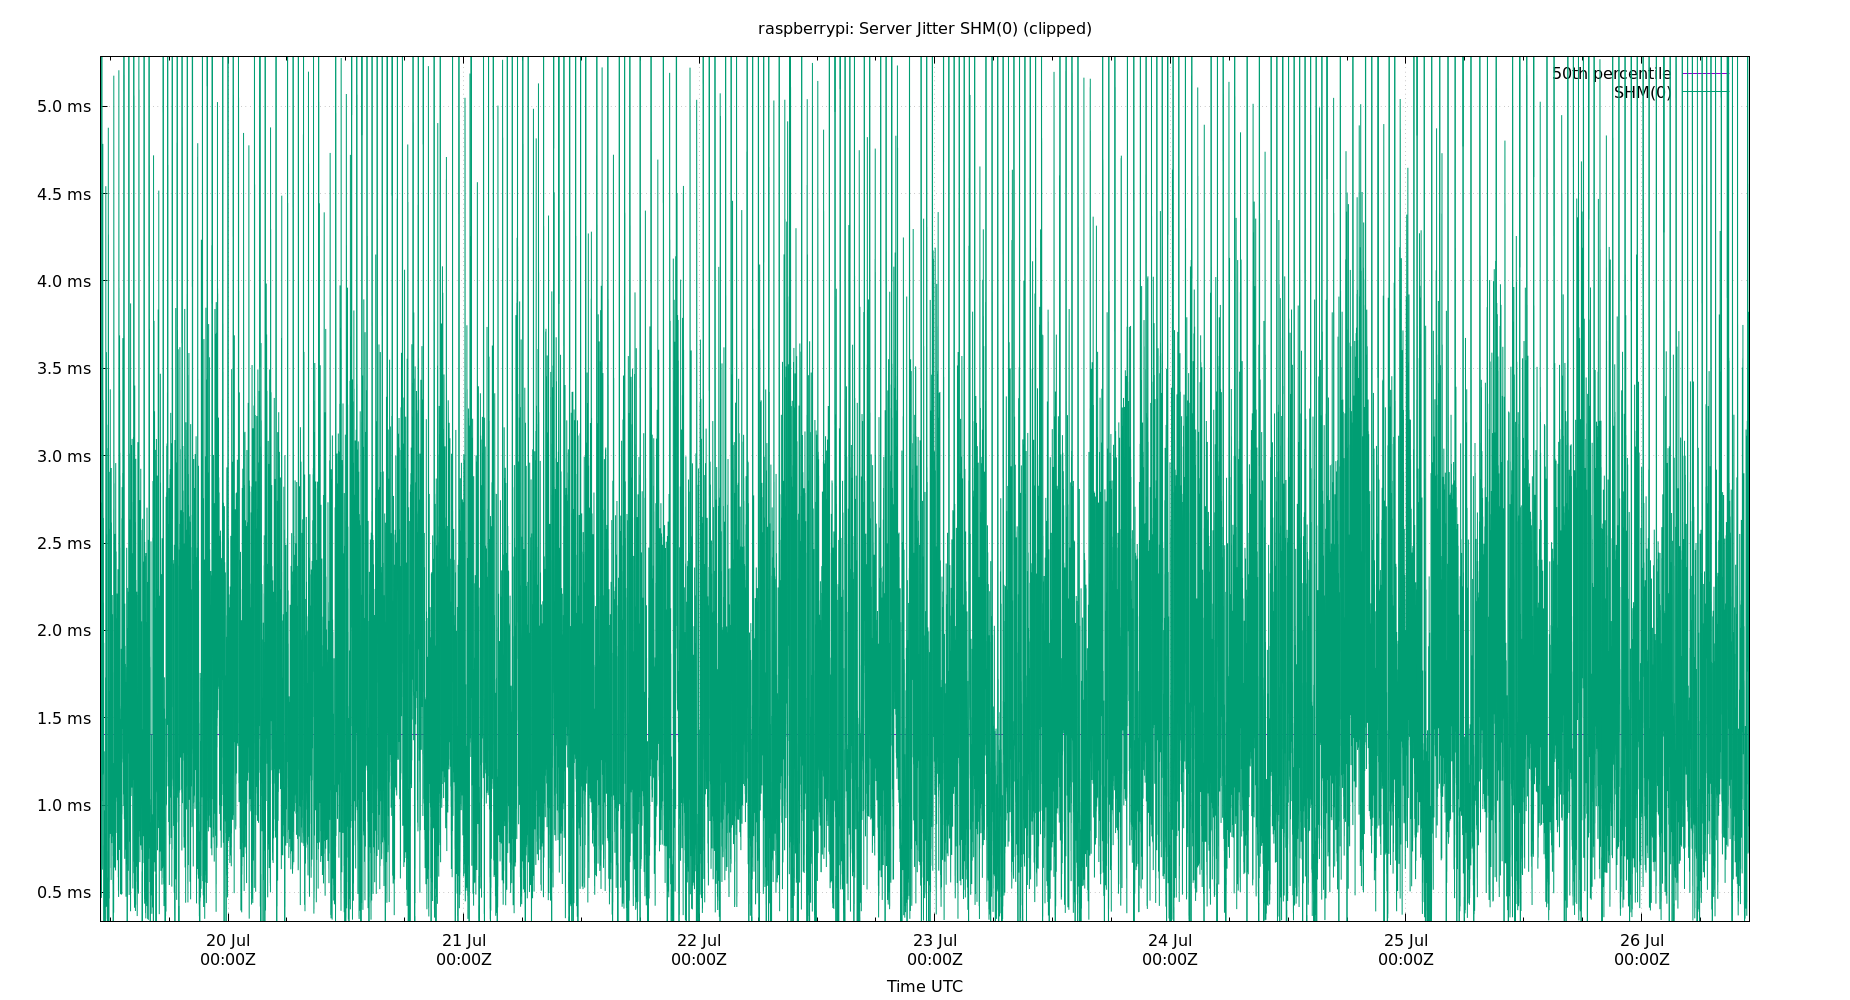 raspberrypi: Server Jitter SHM(0) (clipped)
50th percentile
SHM(0)
5.0 ms
4.5 ms
4.0 ms
3.5 ms
3.0 ms
2.5 ms
2.0 ms
1.5 ms
1.0 ms
0.5 ms
20 Jul 21 Jul 22 Jul 23 Jul 24 Jul 25 Jul 26 Jul
00:00Z 00:00Z 00:00Z 00:00Z 00:00Z 00:00Z 00:00Z
Time UTC